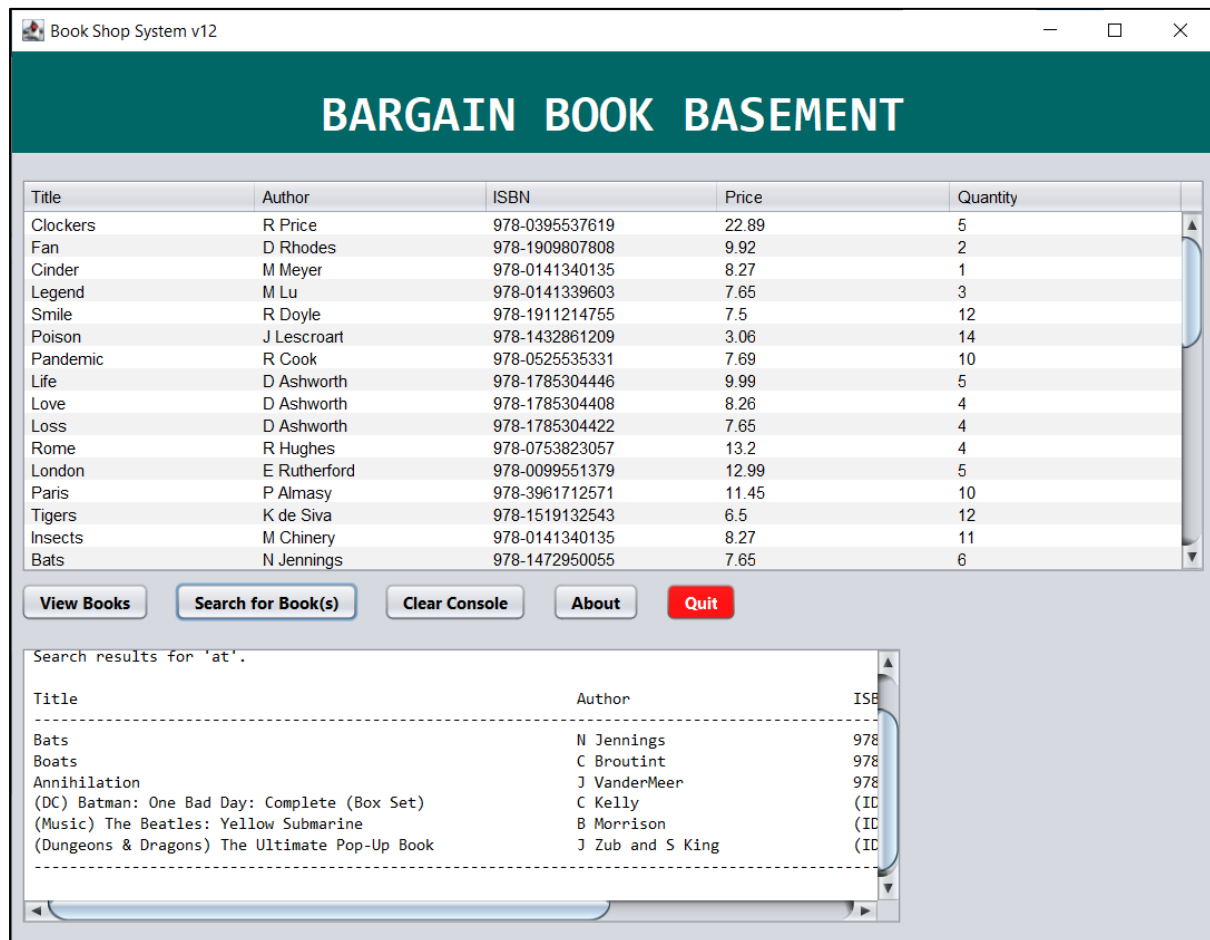 Book Shop System v12
BARGAIN BOOK BASEMENT
Title Author ISBN Price Quantity
Clockers R Price 978-0395537619 22.89 5
Fan D Rhodes 978-1909807808 9.92 2
Cinder M Meyer 978-0141340135 8.27 1
Legend M Lu 978-0141339603 7.65 3
Smile R Doyle 978-1911214755 7.5 12
Poison J Lescroart 978-1432861209 3.06 14
Pandemic R Cook 978-0525535331 7.69 10
Life D Ashworth 978-1785304446 9.99 5
Love D Ashworth 978-1785304408 8.26 4
Loss D Ashworth 978-1785304422 7.65 4
Rome R Hughes 978-0753823057 13.2 4
London E Rutherford 978-0099551379 12.99 5
Paris P Almasy 978-3961712571 11.45 10
Tigers K de Siva 978-1519132543 6.5 12
Insects M Chinery 978-0141340135 8.27 11
Bats N Jennings 978-1472950055 7.65 6
View Books Search for Book(s) Clear Console About Quit
Search results for 'at'.
Title Author ISB
Bats N Jennings 978
Boats C Broutint 978
Annihilation J VanderMeer 978
(DC) Batman: One Bad Day: Complete (Box Set) C Kelly (ID
(Music) The Beatles: Yellow Submarine B Morrison (ID
(Dungeons & Dragons) The Ultimate Pop-Up Book J Zub and S King (ID